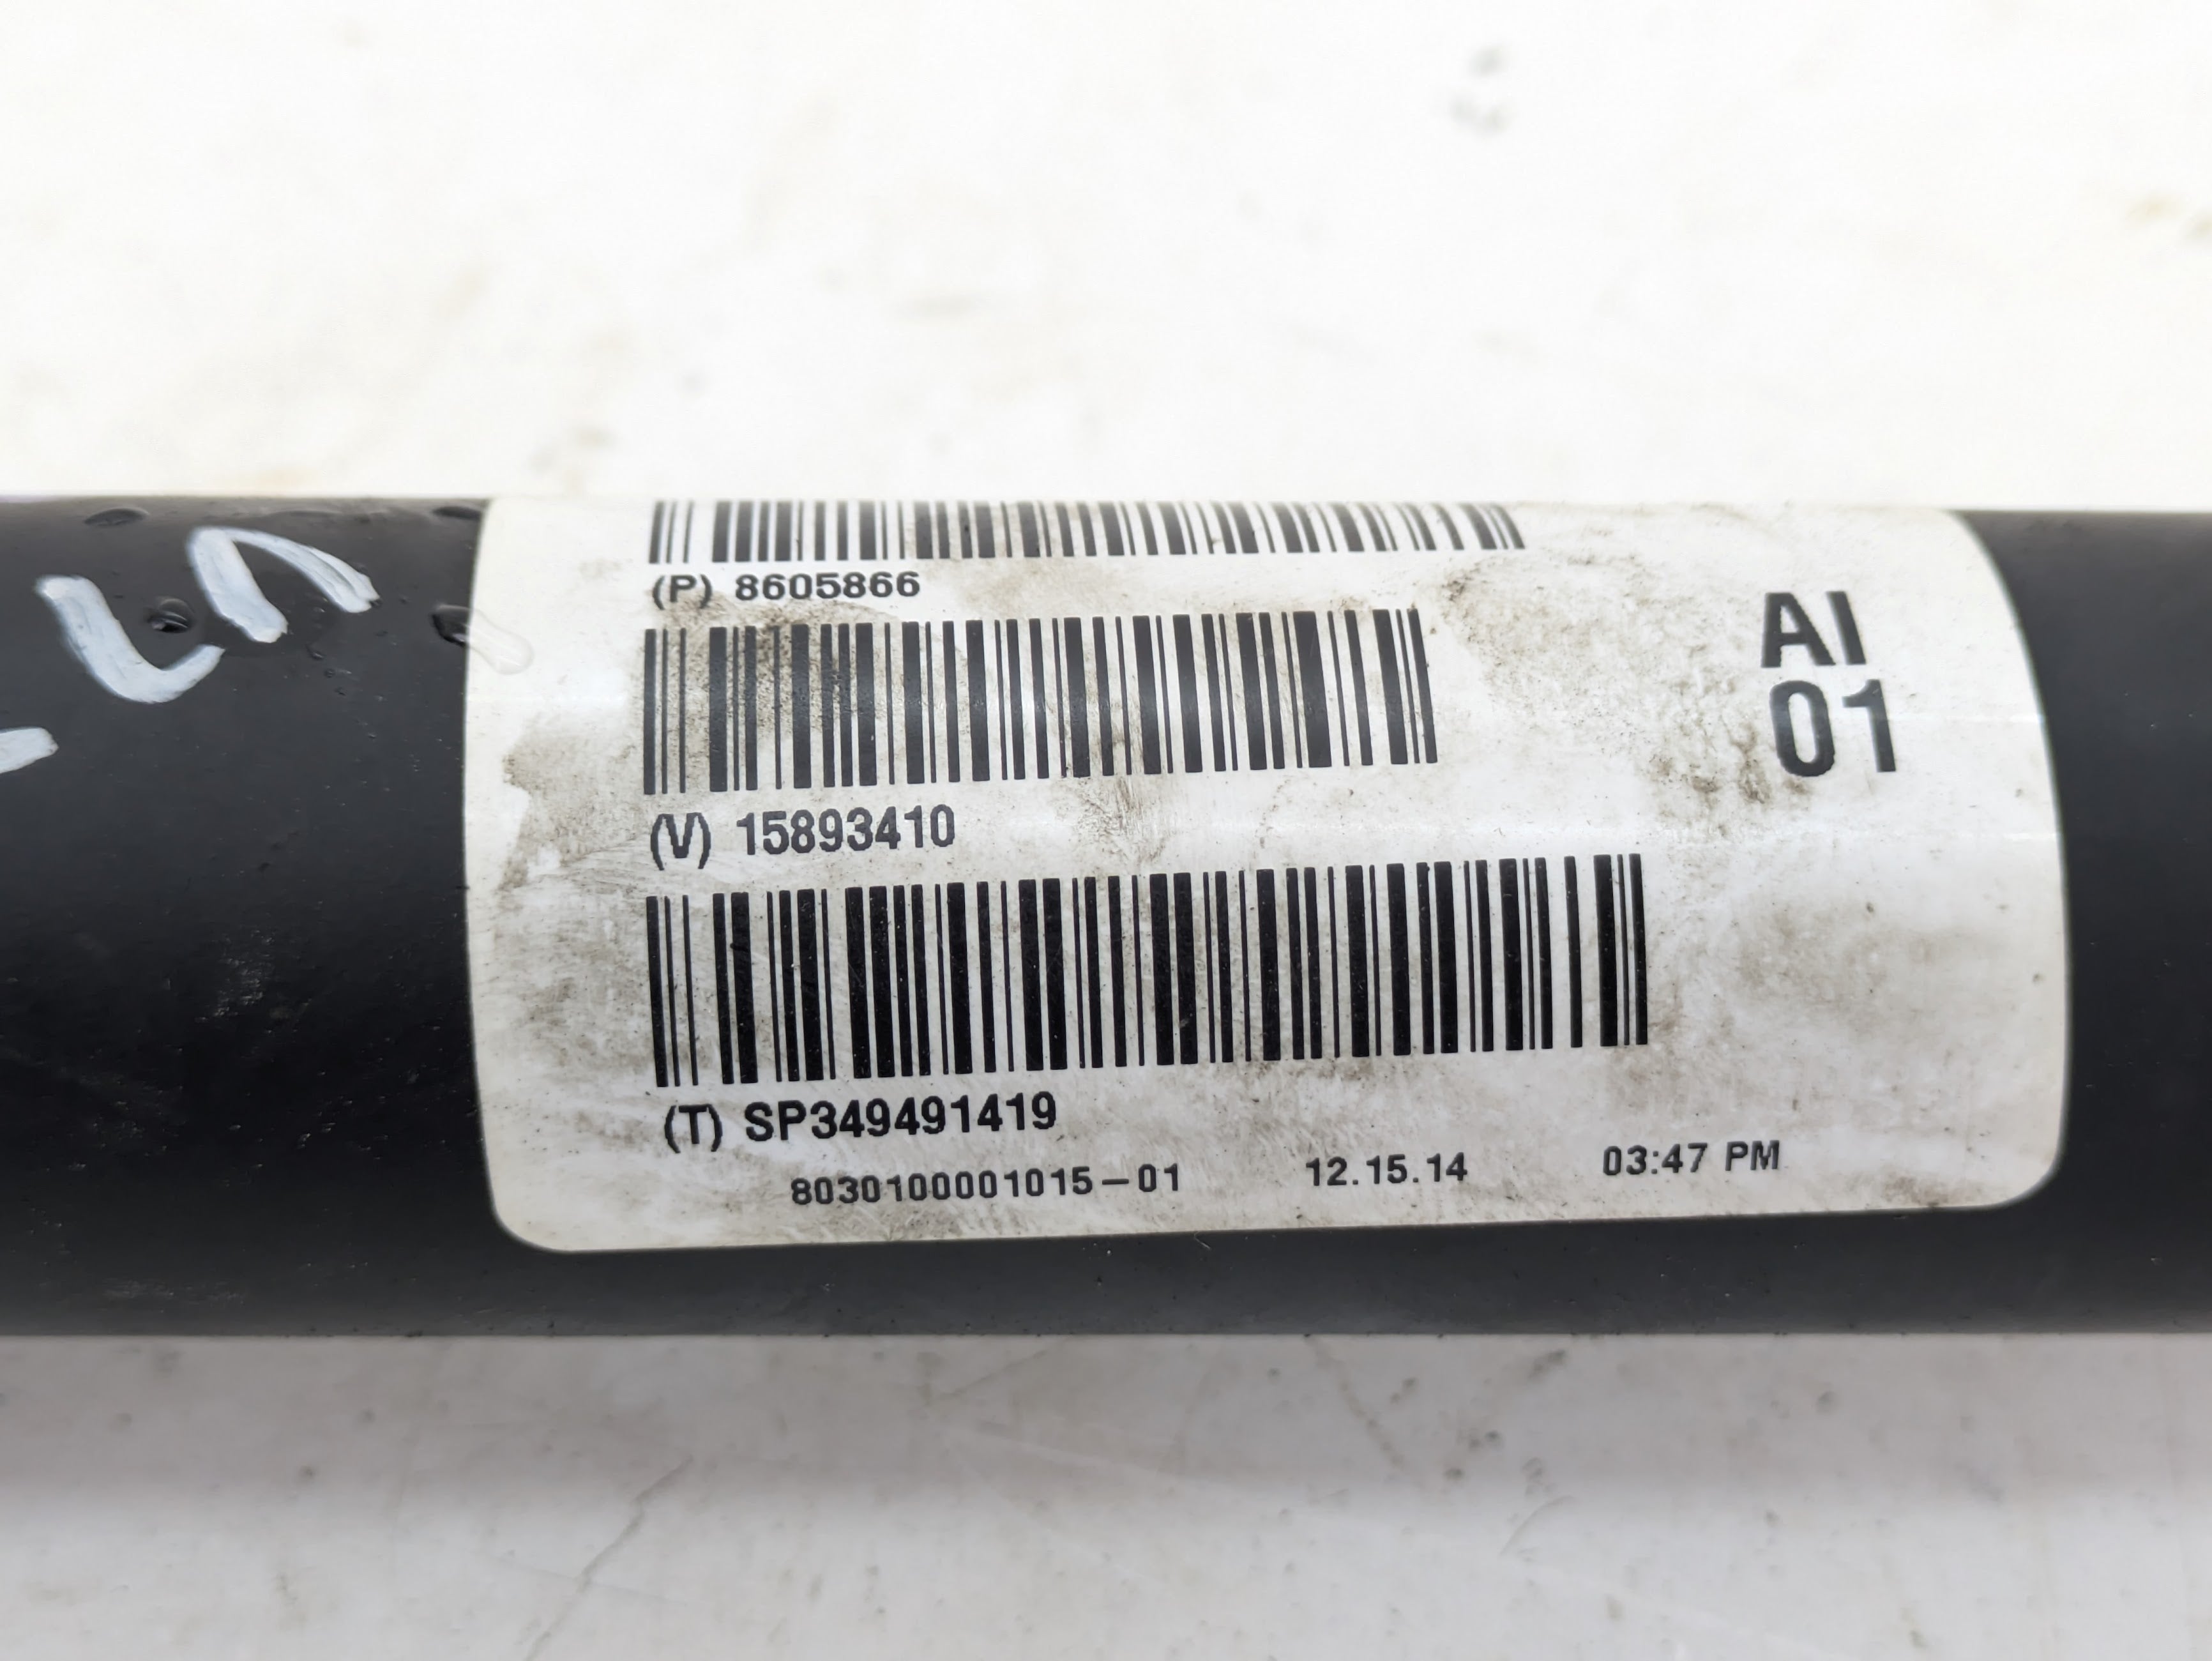 (P) 8605866
AI
01
(V) 15893410
(T) SP349491419
8030100001015-01 12.15.14 03:47 PM